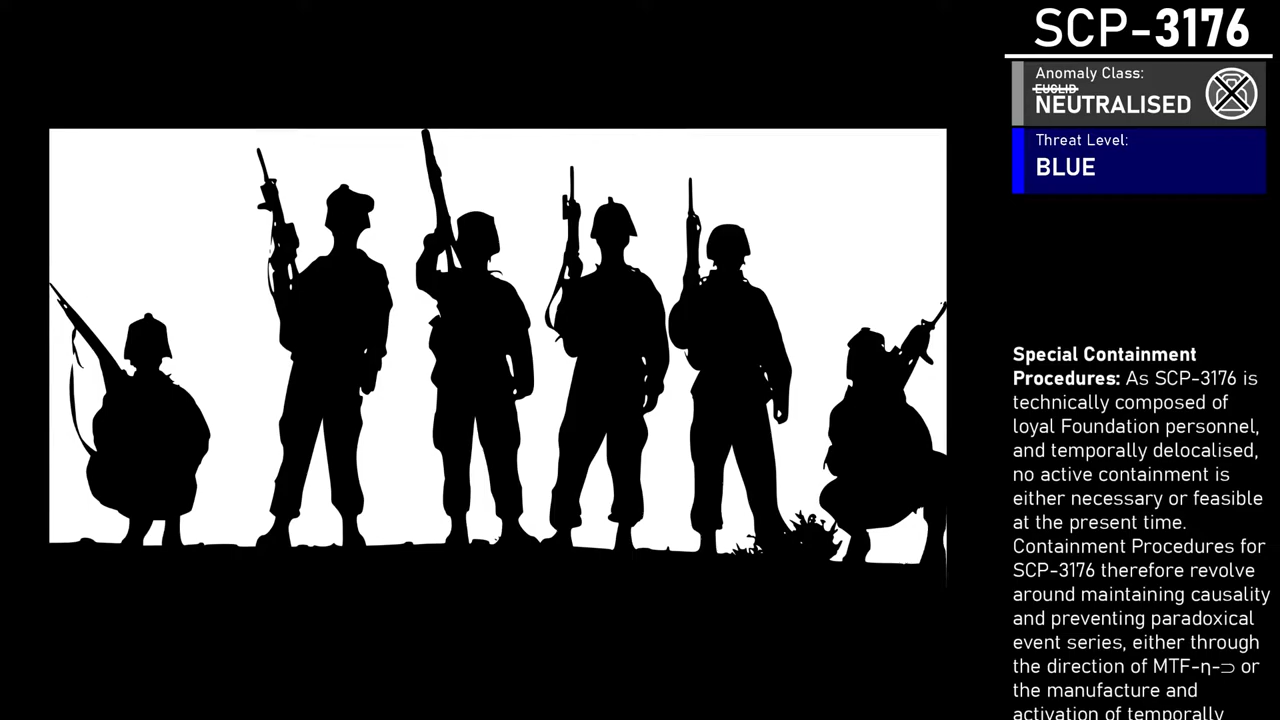 SCP-3176
Anomaly Class:
EUCLID
NEUTRALISED
Threat Level:
BLUE
Special Containment
Procedures: As SCP-3176 is
technically composed of
loyal Foundation personnel,
and temporally delocalised,
no active containment is
either necessary or feasible
at the present time.
Containment Procedures for
SCP-3176 therefore revolve
around maintaining causality
and preventing paradoxical
event series, either through
the direction of MTF-η-⊃ or
the manufacture and
activation of temporally